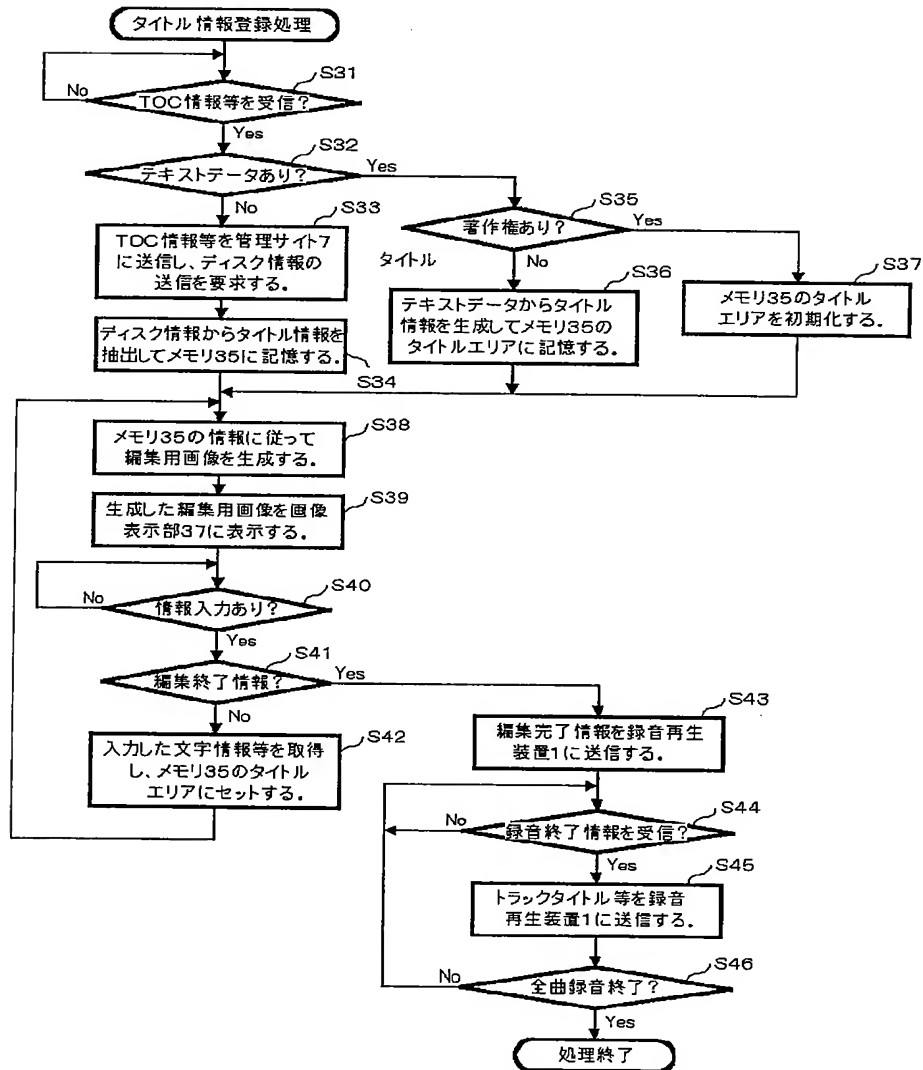 タイトル情報登録処理
S31
No
TOC情報等を受信？
Yes
S32
テキストデータあり？
Yes
No
S33
TOC情報等を管理サイト7
に送信し、ディスク情報の
送信を要求する。
S35
著作権あり？
Yes
タイトル
No
S36
テキストデータからタイトル
情報を生成してメモリ35の
タイトルエリアに記憶する。
S37
メモリ35のタイトル
エリアを初期化する。
ディスク情報からタイトル情報を
抽出してメモリ35に記憶する。
S34
S38
メモリ35の情報に従って
編集用画像を生成する。
S39
生成した編集用画像を画像
表示部37に表示する。
S40
No
情報入力あり？
Yes
S41
編集終了情報？
Yes
No
S42
入力した文字情報等を取得
し、メモリ35のタイトル
エリアにセットする。
S43
編集完了情報を録音再生
装置1に送信する。
S44
No
録音終了情報を受信？
Yes
S45
トラックタイトル等を録音
再生装置1に送信する。
S46
No
全曲録音終了？
Yes
処理終了